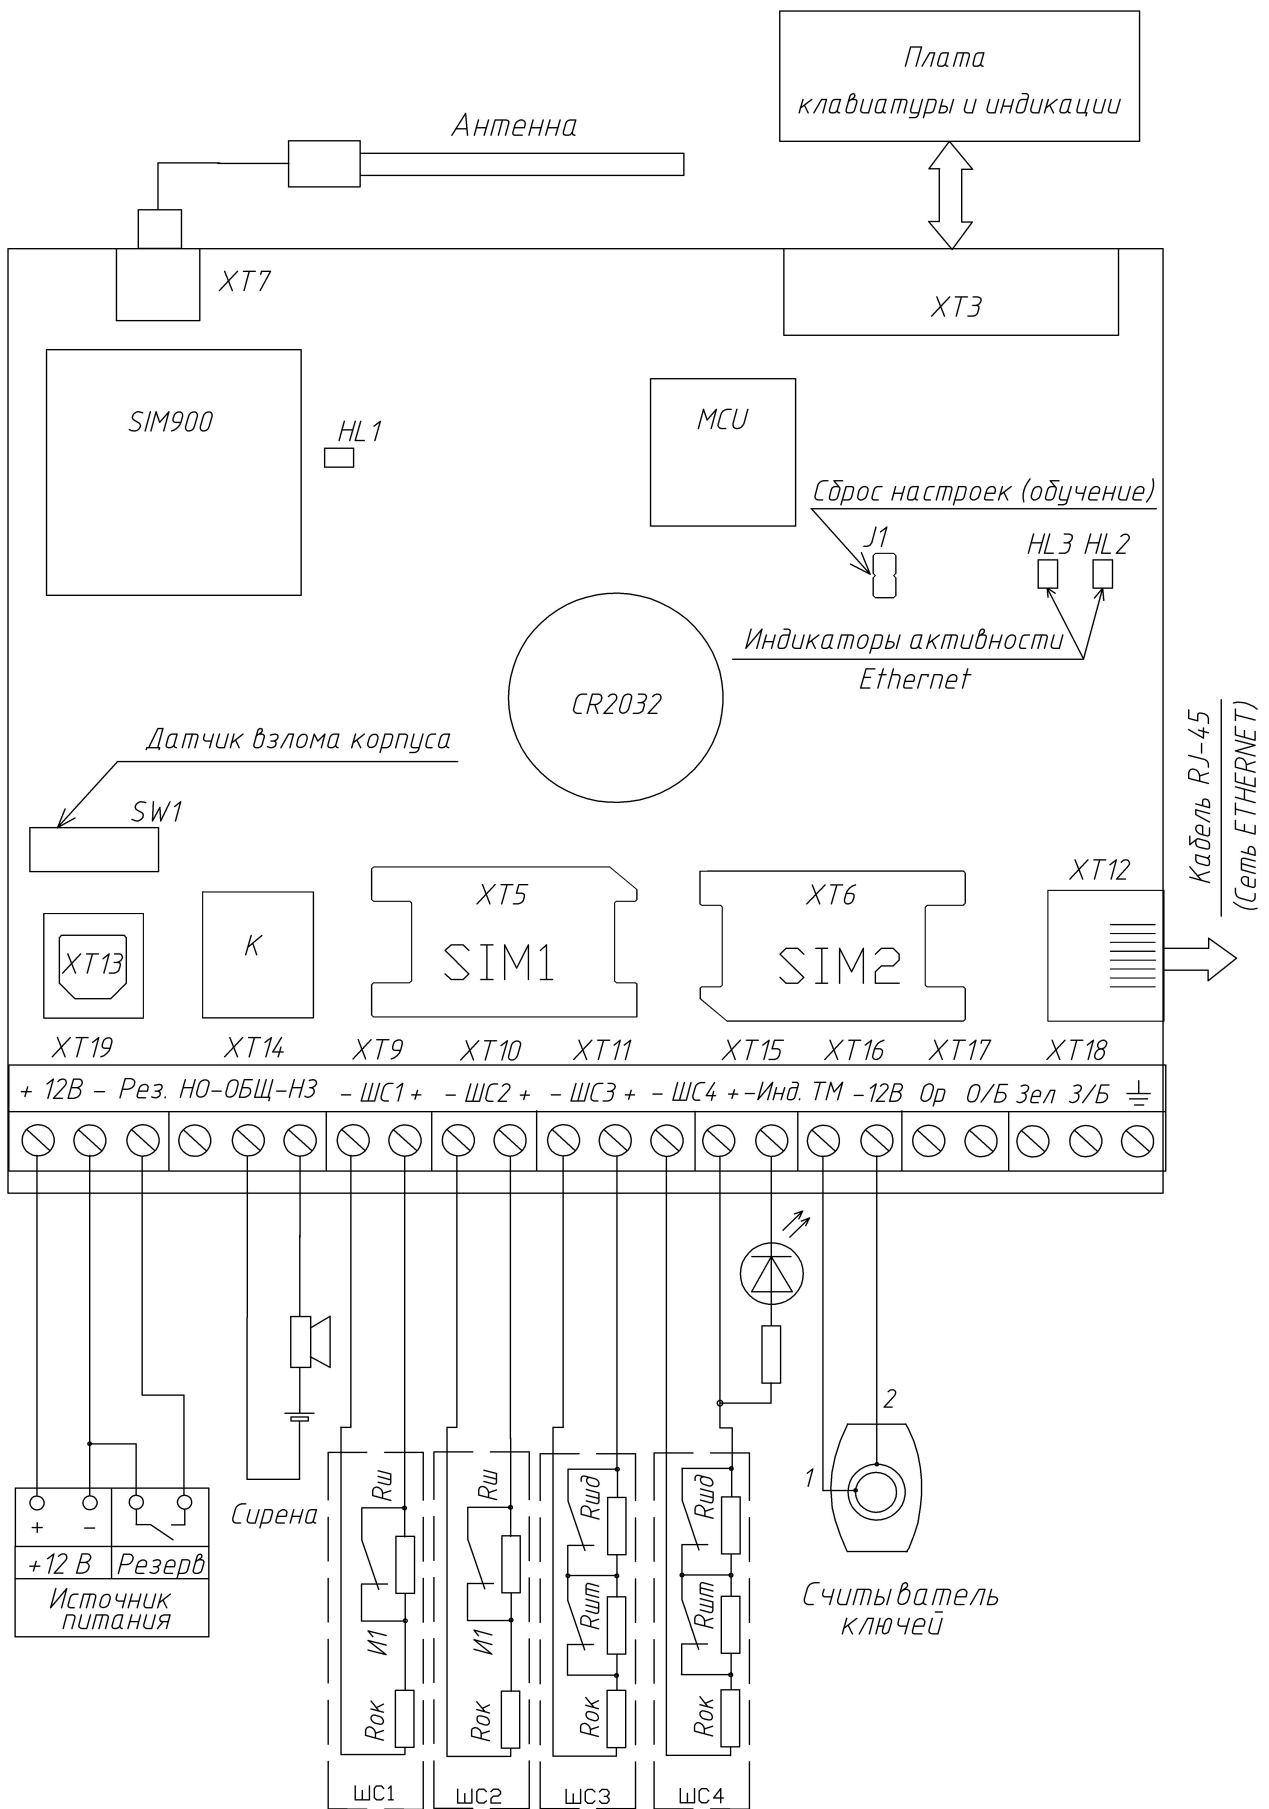 Плата
клавиатуры и индикации
Антенна
XT7
XT3
SIM900
HL1
MCU
Сброс настроек (обучение)
J1
HL3 HL2
Индикаторы активности
Ethernet
CR2032
Кабель RJ-45
(Сеть ETHERNET)
Датчик взлома корпуса
SW1
XT5
SIM1
XT6
SIM2
XT12
XT13
K
XT19 XT14 XT9 XT10 XT11 XT15 XT16 XT17 XT18
+ 12В - Рез. НО-ОБЩ-НЗ - ШС1 + - ШС2 + - ШС3 + - ШС4 + -Инд. ТМ -12В Ор О/Б Зел З/Б
2
1
Rш
Rш
Rшд
Rшд
Сирена
+ -
+12 В Резерв
Источник
питания
И1
И1
Rшт
Rшт
Считыватель
ключей
Rок
Rок
Rок
Rок
ШС1 ШС2 ШС3 ШС4